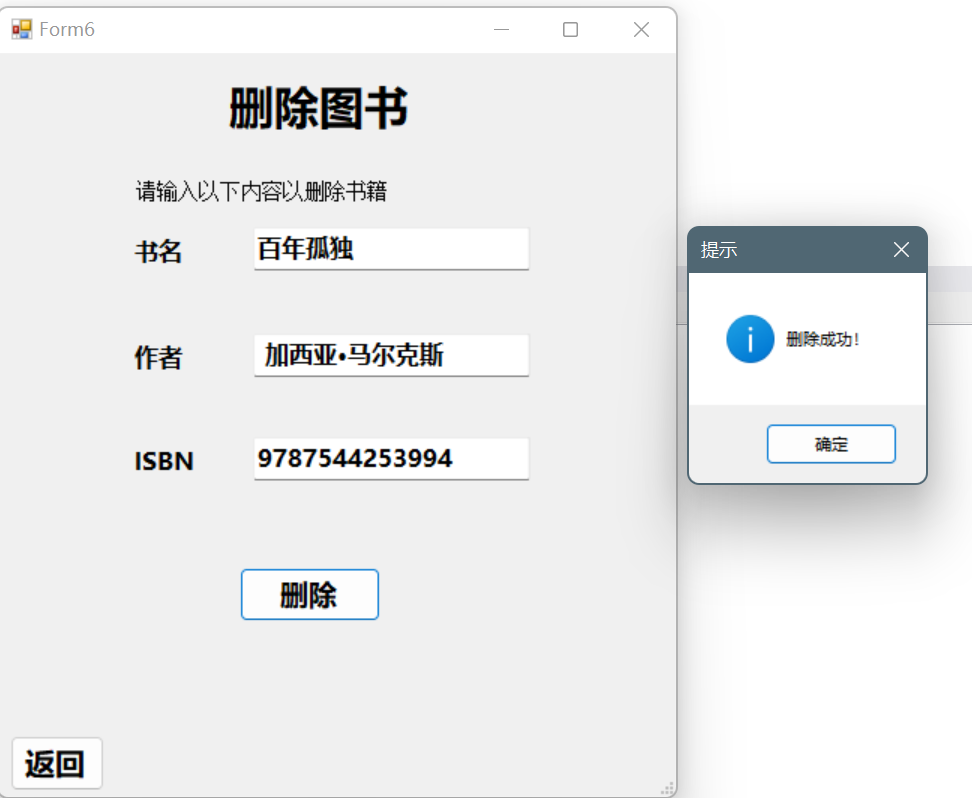 Form6
删除图书
请输入以下内容以删除书籍
书名 百年孤独
作者 加西亚•马尔克斯
ISBN 9787544253994
删除
返回
提示
删除成功!
确定